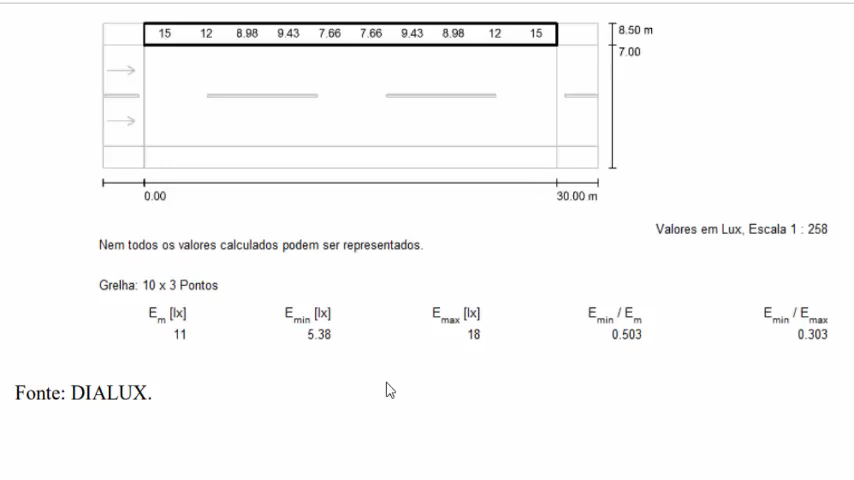 15 12 8.98 9.43 7.66 7.66 9.43 8.98 12 15
8.50 m
7.00
0.00 30.00 m
Valores em Lux, Escala 1 : 258
Nem todos os valores calculados podem ser representados.
Grelha: 10 x 3 Pontos
Em [lx] Emin [lx] Emax [lx] Emin / Em Emin / Emax
11 5.38 18 0.503 0.303
Fonte: DIALUX.